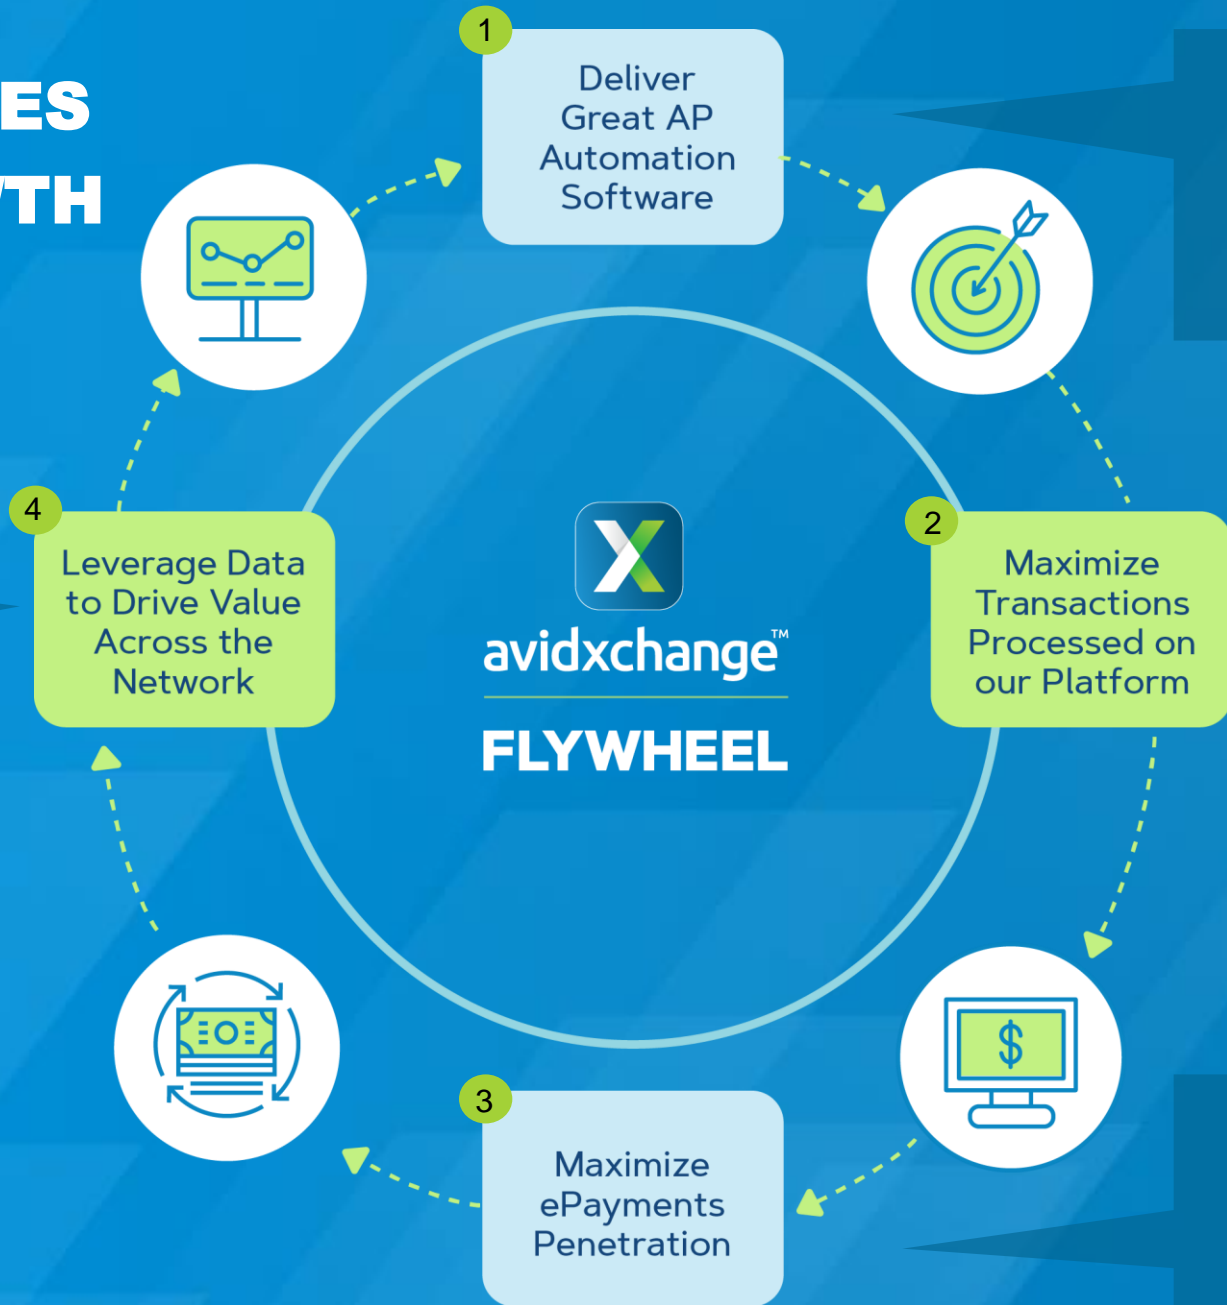 ES
TH
1
Deliver
Great AP
Automation
Software
4
Leverage Data
to Drive Value
Across the
Network
avidxchange™
FLYWHEEL
2
Maximize
Transactions
Processed on
our Platform
$
3
Maximize
ePayments
Penetration